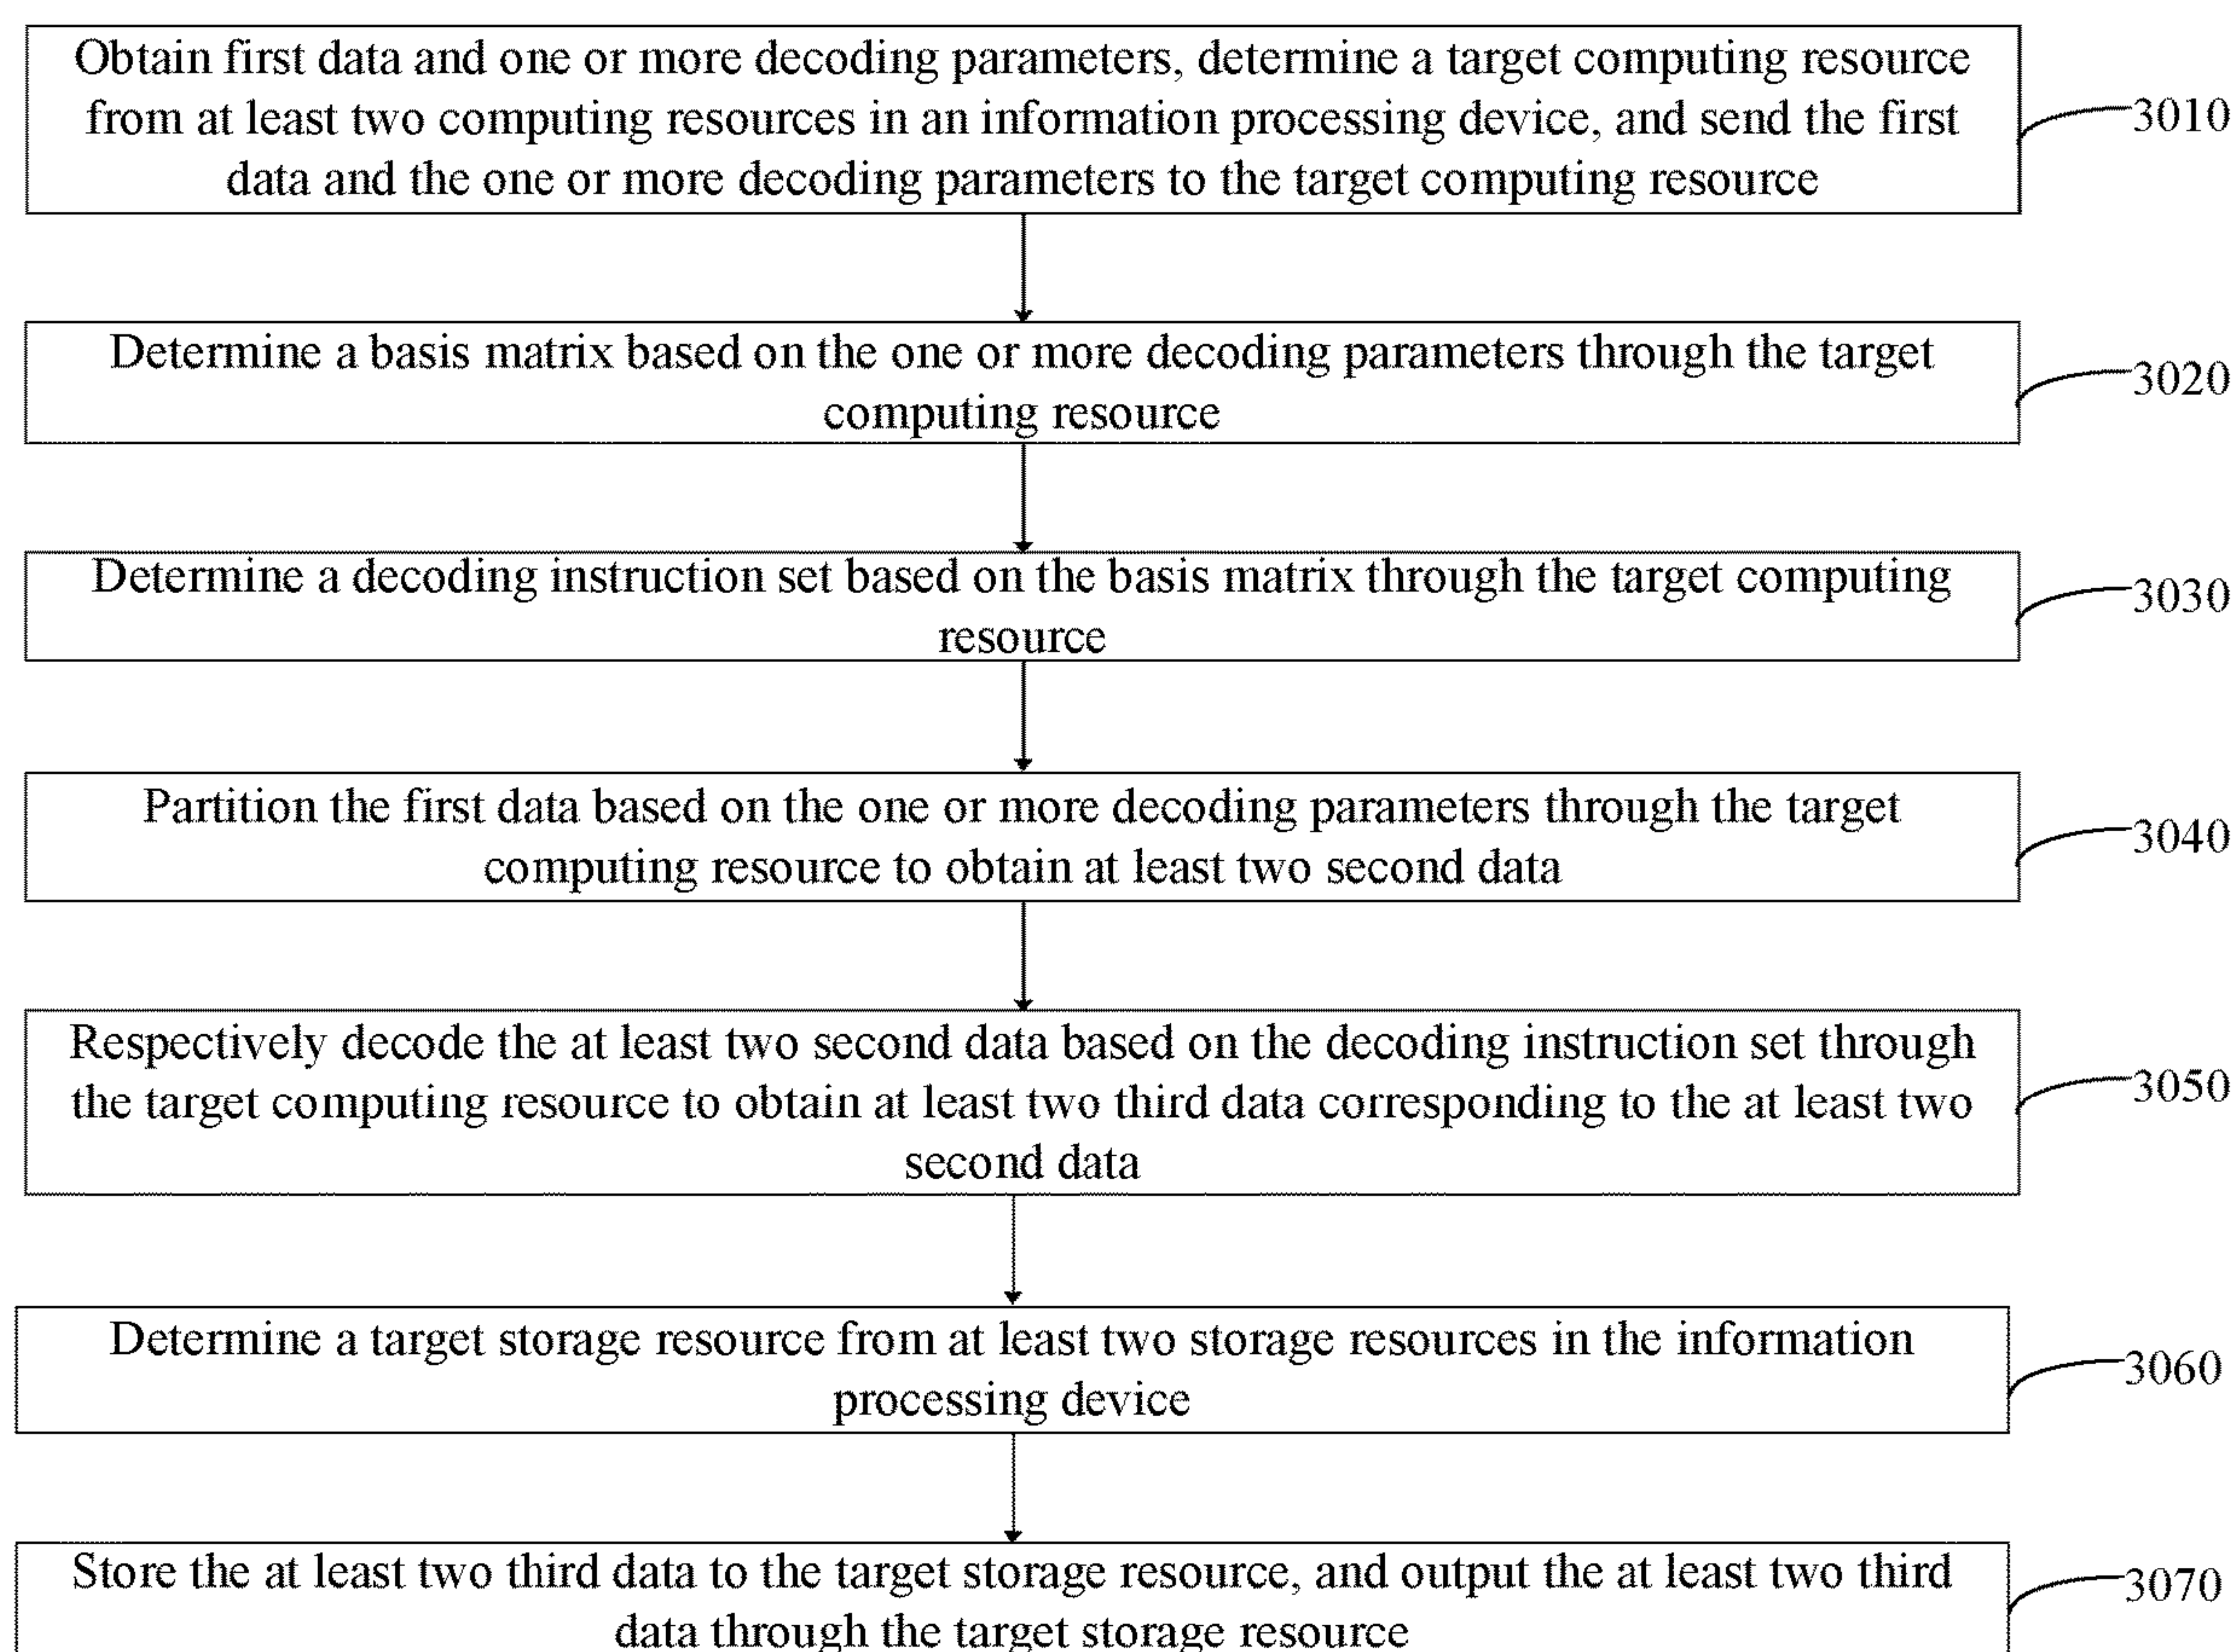 Obtain first data and one or more decoding parameters, determine a target computing resource
from at least two computing resources in an information processing device, and send the first
data and the one or more decoding parameters to the target computing resource
3010
Determine a basis matrix based on the one or more decoding parameters through the target
computing resource
3020
Determine a decoding instruction set based on the basis matrix through the target computing
resource
3030
Partition the first data based on the one or more decoding parameters through the target
computing resource to obtain at least two second data
3040
Respectively decode the at least two second data based on the decoding instruction set through
the target computing resource to obtain at least two third data corresponding to the at least two
second data
3050
Determine a target storage resource from at least two storage resources in the information
processing device
3060
Store the at least two third data to the target storage resource, and output the at least two third
data through the target storage resource
3070